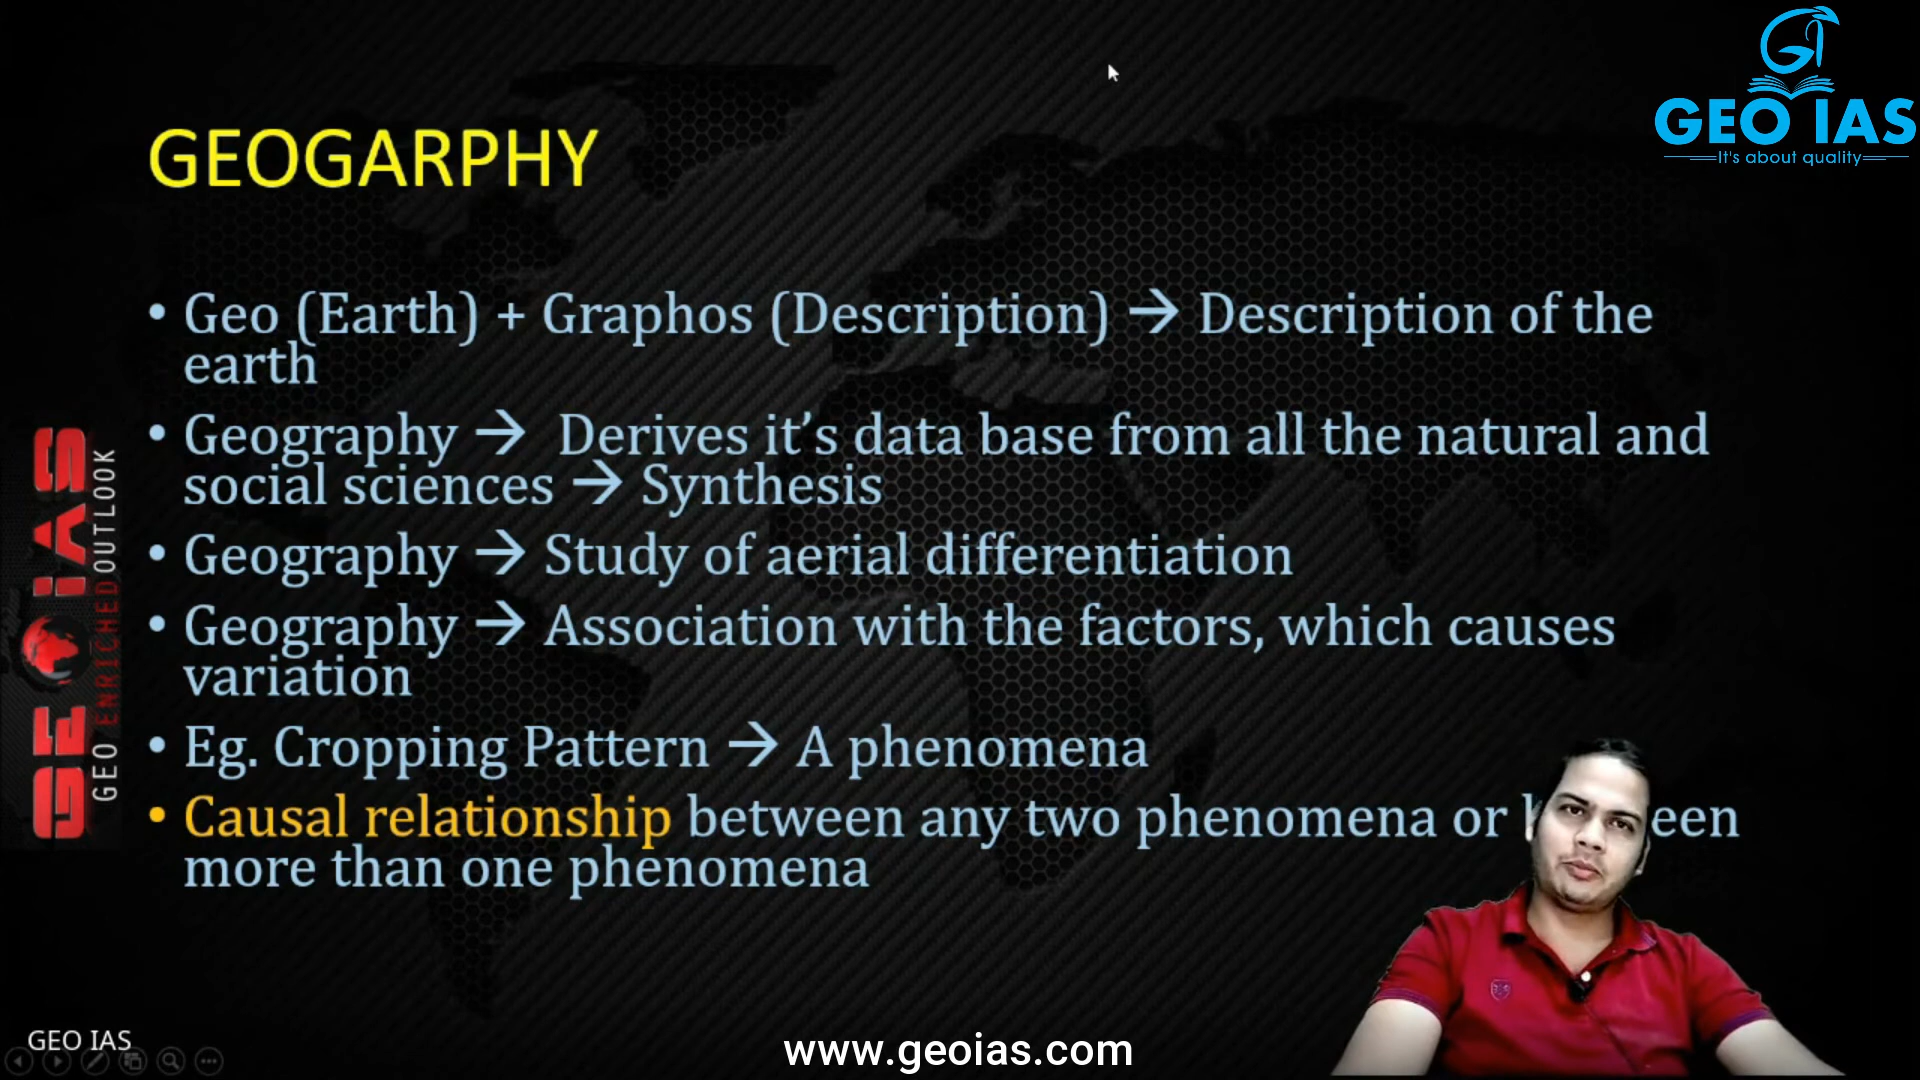 GEO IAS
It's about quality
GEOGARPHY
• Geo (Earth) + Graphos (Description) → Description of the
earth
• Geography → Derives it’s data base from all the natural and
social sciences → Synthesis
• Geography → Study of aerial differentiation
• Geography → Association with the factors, which causes
variation
• Eg. Cropping Pattern → A phenomena
• Causal relationship between any two phenomena or
more than one phenomena
GEO IAS
GEO ENRICHED OUTLOOK
GEO IAS
www.geoias.com